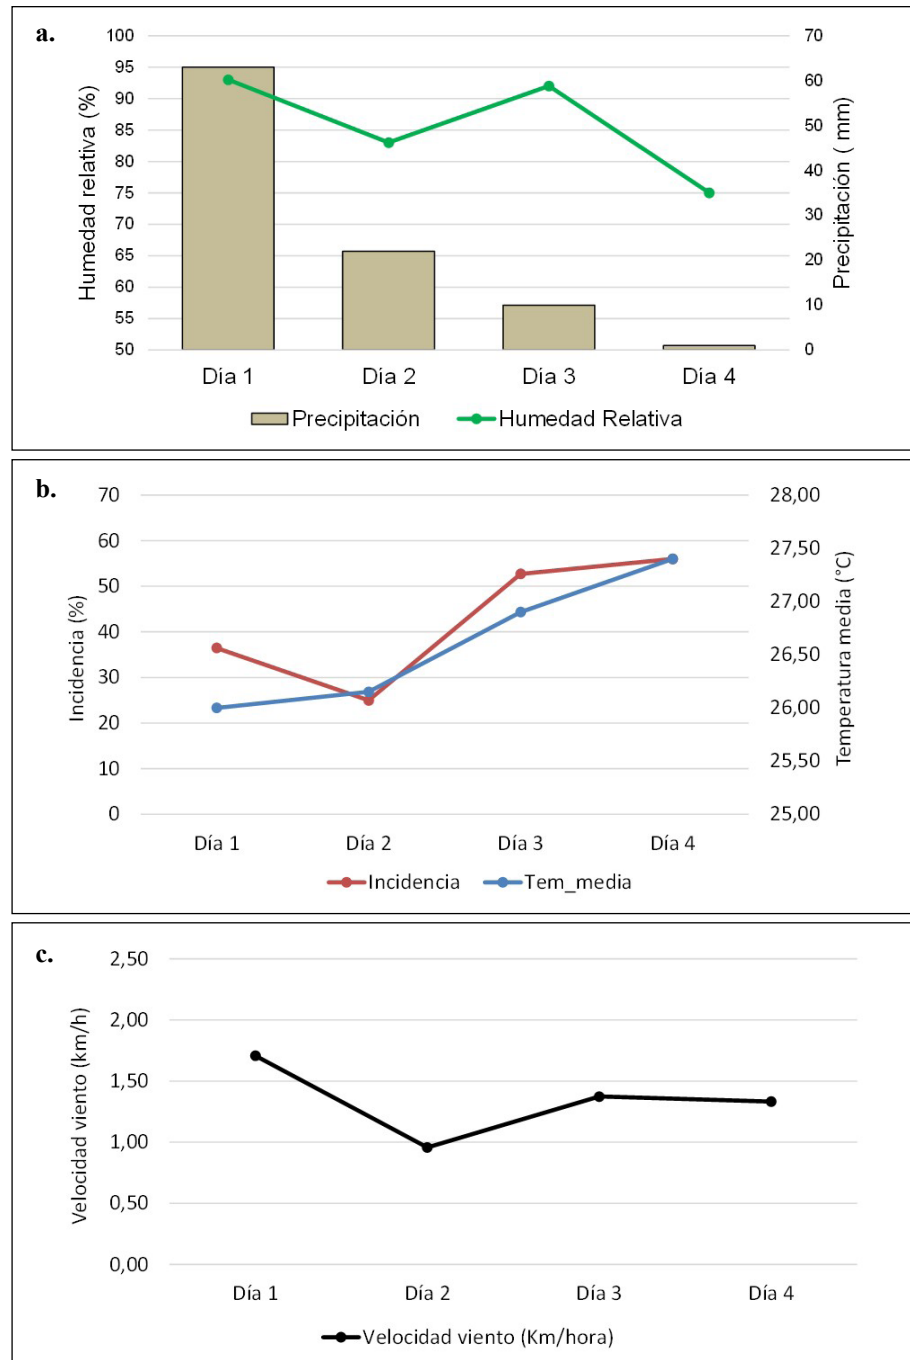 a.
100
95
90
85
80
75
70
65
60
55
50
Humedad relativa (%)
70
60
50
40
30
20
10
0
Precipitación ( mm)
Dia 1 Dia 2 Dia 3 Dia 4
Precipitación Humedad Relativa
b.
70
60
50
40
30
20
10
0
Incidencia (%)
28,00
27,50
27,00
26,50
26,00
25,50
25,00
Temperatura media (°C)
Día 1 Día 2 Día 3 Día 4
Incidencia Tem_media
c.
2,50
2,00
1,50
1,00
0,50
0,00
Velocidad viento (km/h)
Día 1 Día 2 Día 3 Día 4
Velocidad viento (Km/hora)